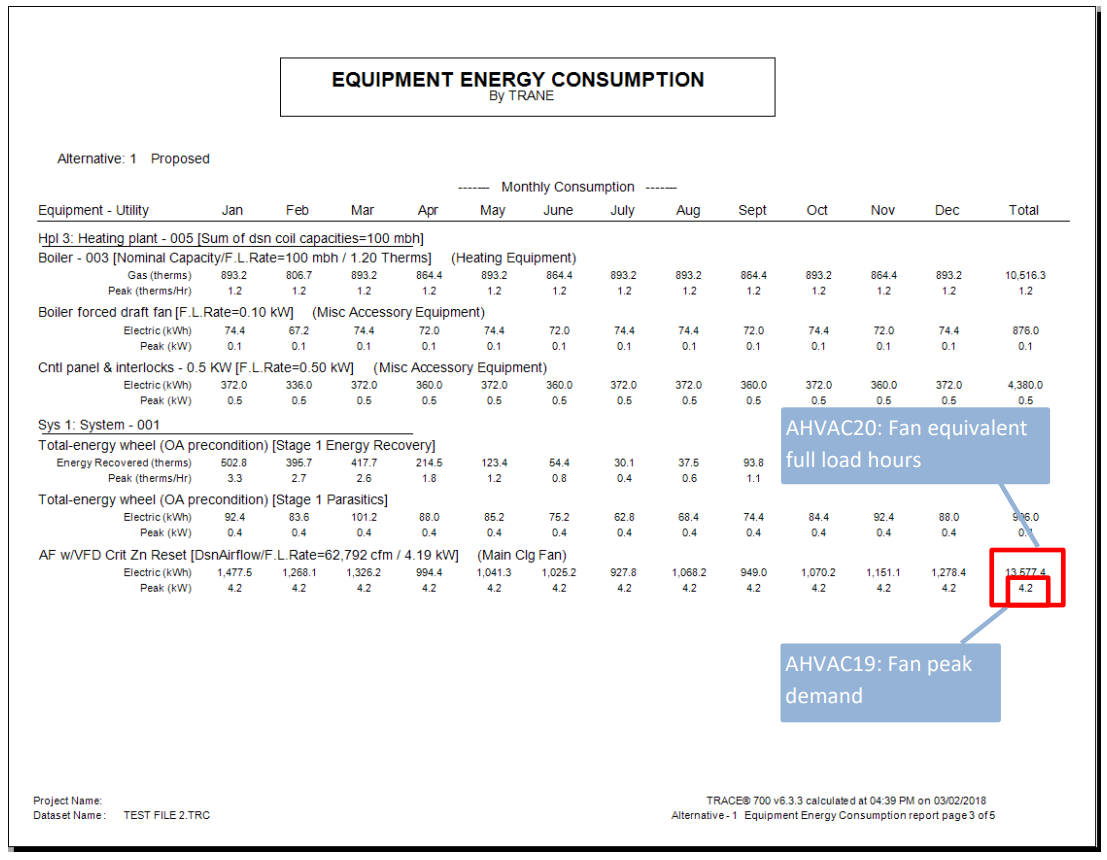 EQUIPMENT ENERGY CONSUMPTION
By TRANE
Alternative: 1 Proposed
------- Monthly Consumption -------
Equipment - Utility Jan Feb Mar Apr May June July Aug Sept Oct Nov Dec Total
Hpl 3: Heating plant - 005 [Sum of dsn coil capacities=100 mbh]
Boiler - 003 [Nominal Capacity/F.L.Rate=100 mbh / 1.20 Therms] (Heating Equipment)
Gas (therms) 893.2 806.7 893.2 864.4 893.2 864.4 893.2 893.2 864.4 893.2 864.4 893.2 10,516.3
Peak (therms/Hr) 1.2 1.2 1.2 1.2 1.2 1.2 1.2 1.2 1.2 1.2 1.2 1.2 1.2
Boiler forced draft fan [F.L.Rate=0.10 kW] (Misc Accessory Equipment)
Electric (kWh) 74.4 67.2 74.4 72.0 74.4 72.0 74.4 74.4 72.0 74.4 72.0 74.4 876.0
Peak (kW) 0.1 0.1 0.1 0.1 0.1 0.1 0.1 0.1 0.1 0.1 0.1 0.1 0.1
Cntl panel & interlocks - 0.5 KW [F.L.Rate=0.50 kW] (Misc Accessory Equipment)
Electric (kWh) 372.0 336.0 372.0 360.0 372.0 360.0 372.0 372.0 360.0 372.0 360.0 372.0 4,380.0
Peak (kW) 0.5 0.5 0.5 0.5 0.5 0.5 0.5 0.5 0.5 0.5 0.5 0.5 0.5
Sys 1: System - 001
Total-energy wheel (OA precondition) [Stage 1 Energy Recovery]
Energy Recovered (therms) 502.8 395.7 417.7 214.5 123.4 54.4 30.1 37.5 93.8
Peak (therms/Hr) 3.3 2.7 2.6 1.8 1.2 0.8 0.4 0.6 1.1
AHVAC20: Fan equivalent
full load hours
Total-energy wheel (OA precondition) [Stage 1 Parasitics]
Electric (kWh) 92.4 83.6 101.2 88.0 85.2 75.2 62.8 68.4 74.4 84.4 92.4 88.0
Peak (kW) 0.4 0.4 0.4 0.4 0.4 0.4 0.4 0.4 0.4 0.4 0.4 0.4
AF w/VFD Crit Zn Reset [DsnAirflow/F.L.Rate=62,792 cfm / 4.19 kW] (Main Clg Fan)
Electric (kWh) 1,477.5 1,268.1 1,326.2 994.4 1,041.3 1,025.2 927.8 1,068.2 949.0 1,070.2 1,151.1 1,278.4 13,577.4
Peak (kW) 4.2 4.2 4.2 4.2 4.2 4.2 4.2 4.2 4.2 4.2 4.2 4.2 4.2
AHVAC19: Fan peak
demand
Project Name:
Dataset Name: TEST FILE 2.TRC
TRACE® 700 v6.3.3 calculated at 04:39 PM on 03/02/2018
Alternative - 1 Equipment Energy Consumption report page 3 of 5